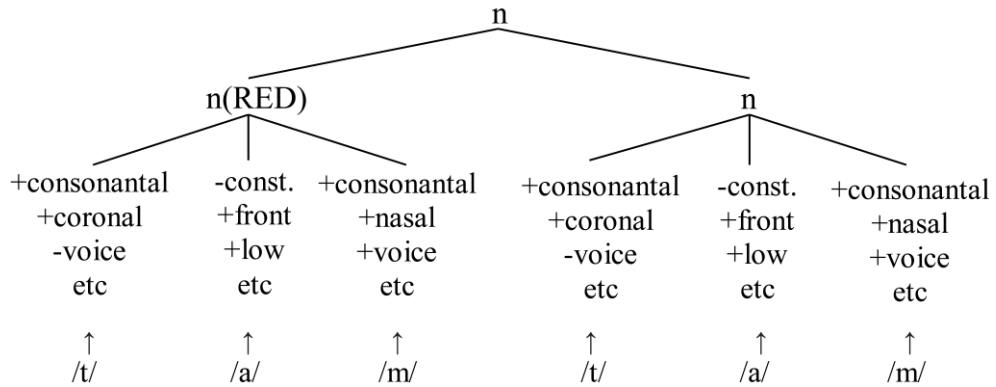 n
n(RED) n
+consonantal -const. +consonantal +consonantal -const. +consonantal
+coronal +front +nasal +coronal +front +nasal
-voice +low +voice -voice +low +voice
etc etc etc etc etc etc
↑ ↑ ↑ ↑ ↑ ↑
/t/ /a/ /m/ /t/ /a/ /m/